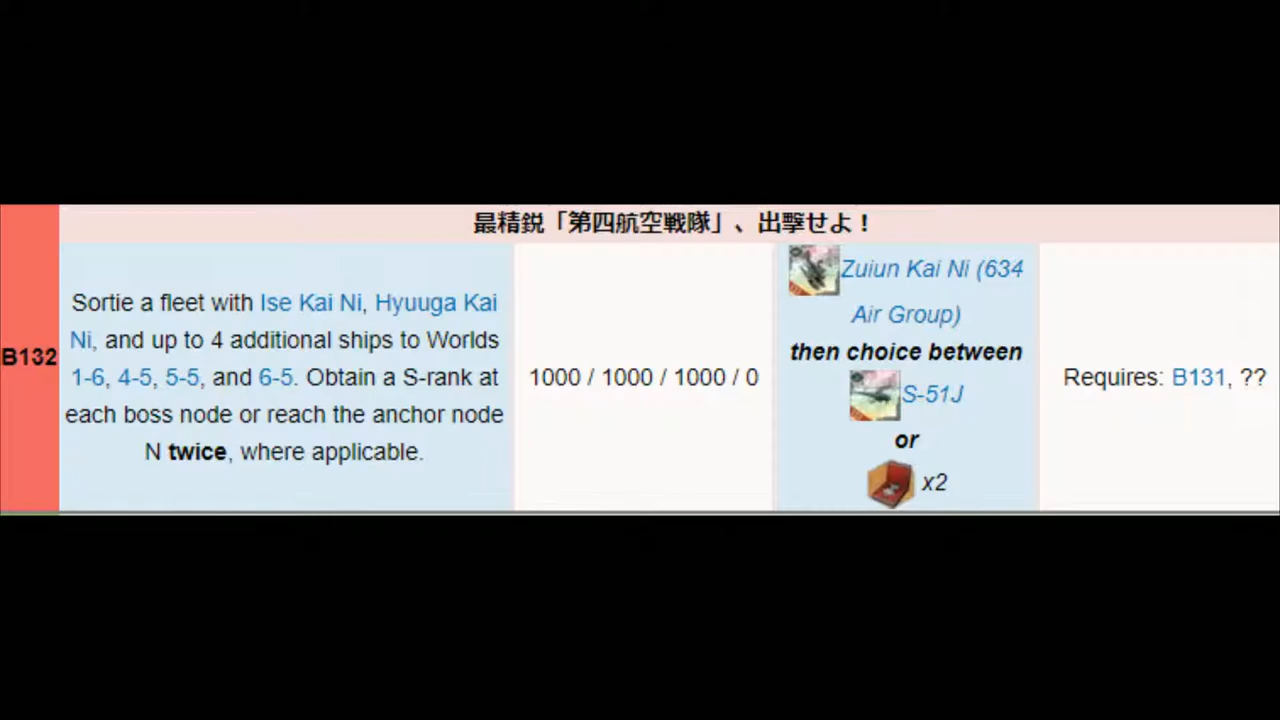 最精鋭「第四航空戦隊」、出撃せよ！
B132
Sortie a fleet with Ise Kai Ni, Hyuuga Kai
Ni, and up to 4 additional ships to Worlds
1-6, 4-5, 5-5, and 6-5. Obtain a S-rank at
each boss node or reach the anchor node
N twice, where applicable.
1000 / 1000 / 1000 / 0
Zuiun Kai Ni (634
Air Group)
then choice between
S-51J
or
x2
Requires: B131, ??